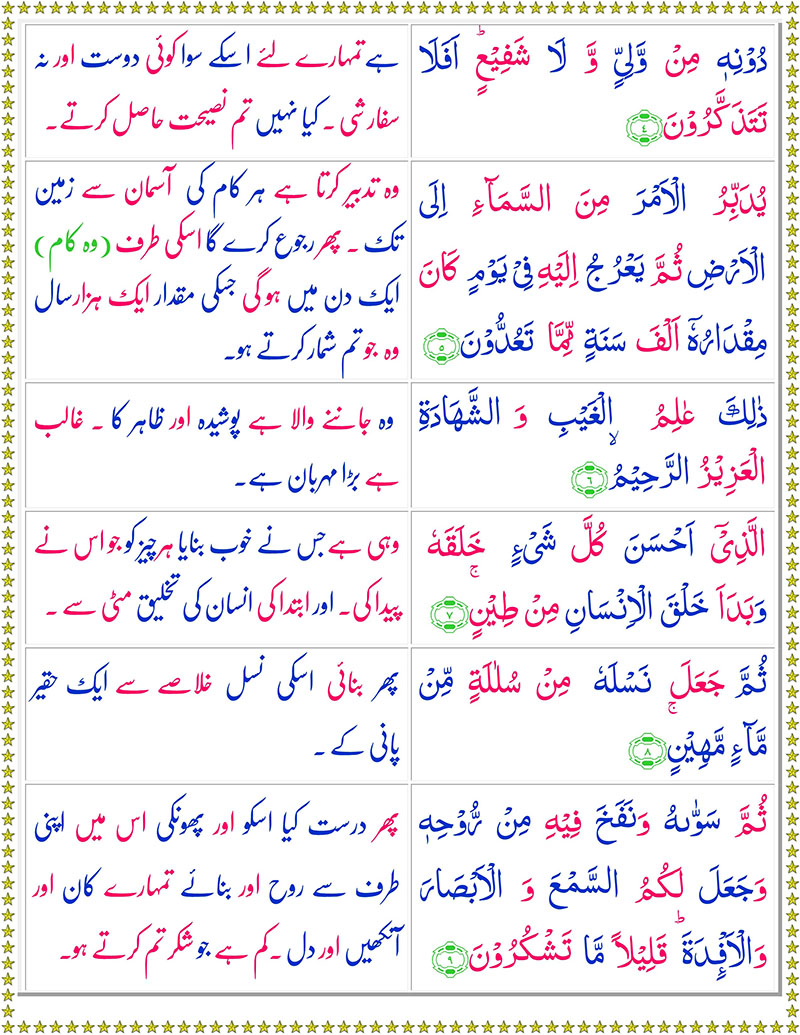 دُوْنِهٖ مِنْ وَّلِيٍّ وَّ لَا شَفِيْعٍ ؕ اَفَلَا
تَتَذَكَّرُوْنَ ۴
ہے تمہارے لئے اسکے سوا کوئی دوست اور نہ
سفارشی ۔ کیا نہیں تم نصیحت حاصل کرتے ۔
يُدَبِّرُ الْاَمْرَ مِنَ السَّمَآءِ اِلَى
الْاَرْضِ ثُمَّ يَعْرُجُ اِلَيْهِ فِيْ يَوْمٍ كَانَ
مِقْدَارُهٗۤ اَلْفَ سَنَةٍ مِّمَّا تَعُدُّوْنَ ۵
وہ تدبیر کرتا ہے ہر کام کی آسمان سے زمین
تک ۔ پھر رجوع کرے گا اسکی طرف (وہ کام)
ایک دن میں ہوگی جسکی مقدار ایک ہزار سال
وہ جو تم شمار کرتے ہو۔
ذٰلِكَ عٰلِمُ الْغَيْبِ وَ الشَّهَادَةِ
الْعَزِيْزُ الرَّحِيْمُ ۙ ۶
وہ جاننے والا ہے پوشیدہ اور ظاہر کا ۔ غالب
ہے بڑا مہربان ہے ۔
الَّذِيْۤ اَحْسَنَ كُلَّ شَيْءٍ خَلَقَهٗ
وَبَدَاَ خَلْقَ الْاِنْسَانِ مِنْ طِيْنٍ ۚ ۷
وہی ہے جس نے خوب بنایا ہر چیز کو جو اس نے
پیدا کی ۔ اور ابتدا کی انسان کی تخلیق مٹی سے ۔
ثُمَّ جَعَلَ نَسْلَهٗ مِنْ سُلٰلَةٍ مِّنْ
مَّآءٍ مَّهِيْنٍ ۚ ۸
پھر بنائی اسکی نسل خلاصے سے ایک حقیر
پانی کے ۔
ثُمَّ سَوّٰىهُ وَنَفَخَ فِيْهِ مِنْ رُّوْحِهٖ
وَجَعَلَ لَكُمُ السَّمْعَ وَ الْاَبْصَارَ
وَالْاَفْـِٕدَةَ ؕ قَلِيْلًا مَّا تَشْكُرُوْنَ ۹
پھر درست کیا اسکو اور پھونکی اس میں اپنی
طرف سے روح اور بنائے تمہارے کان اور
آنکھیں اور دل ۔ کم ہے جو شکر تم کرتے ہو۔